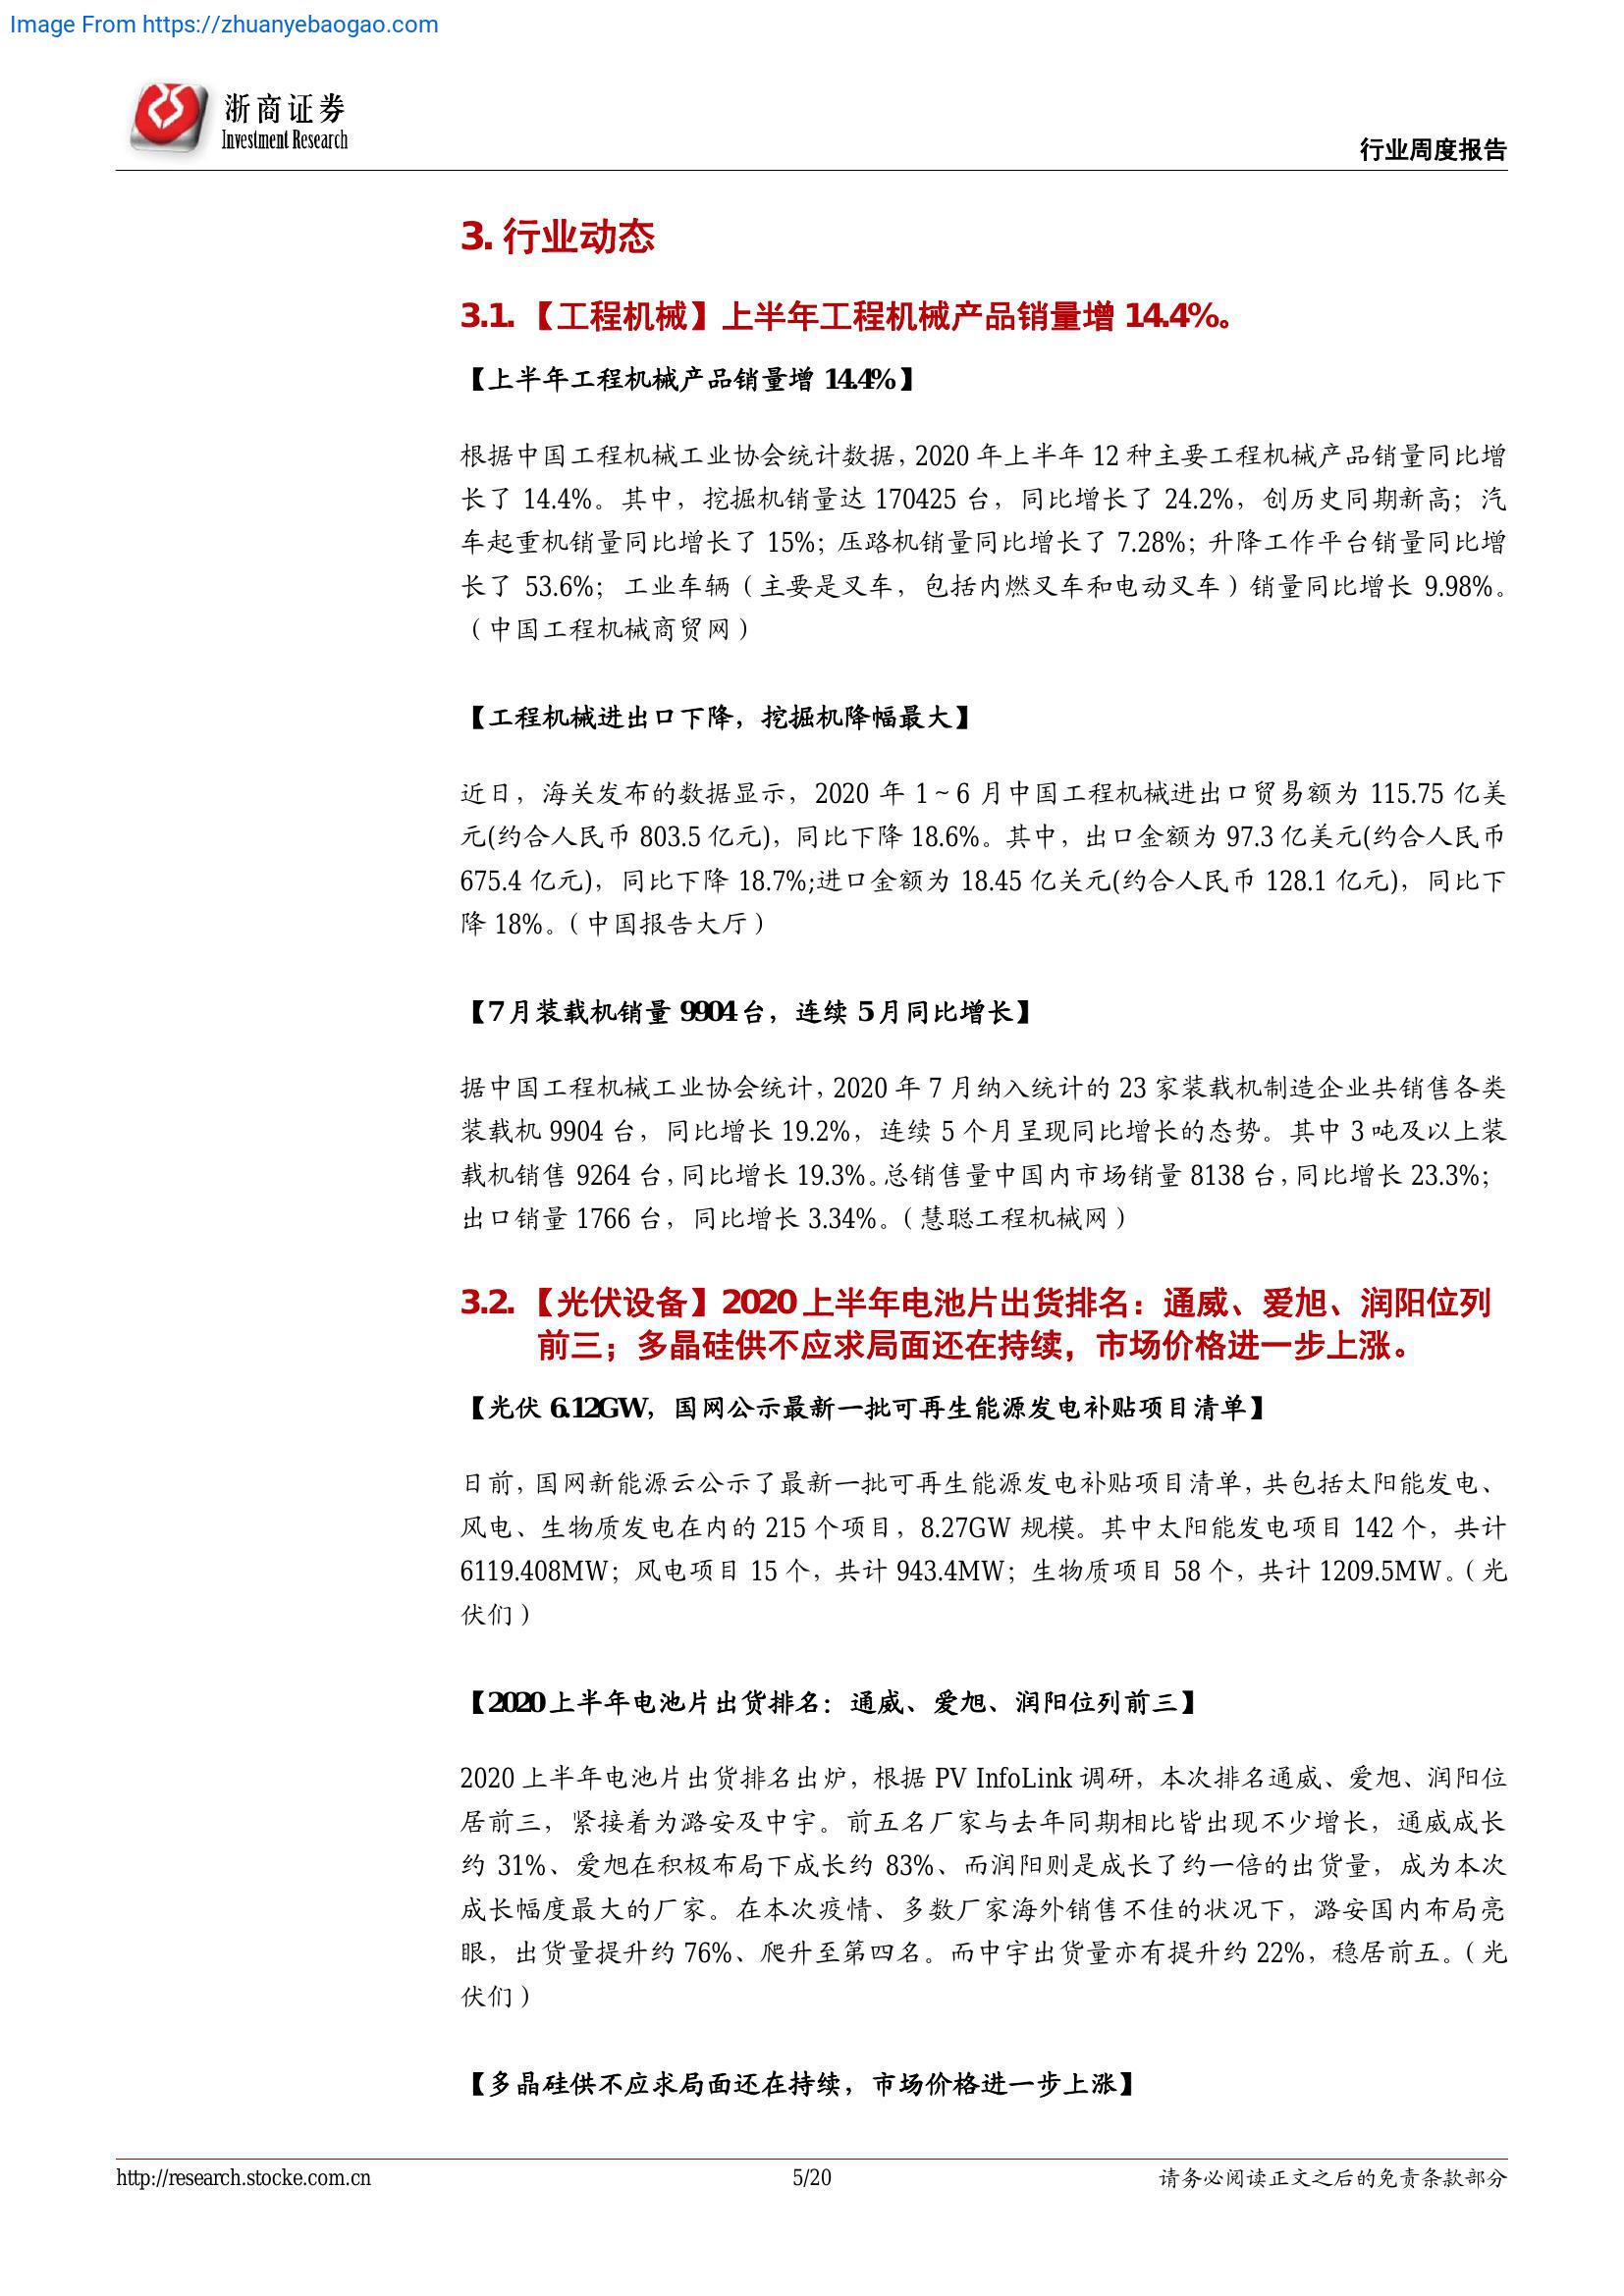 Image From https://zhuanyebaogao.com
浙商证券
Investment Research
行业周度报告
3. 行业动态
3.1. 【工程机械】上半年工程机械产品销量增 14.4%。
【上半年工程机械产品销量增 14.4%】
根据中国工程机械工业协会统计数据，2020 年上半年 12 种主要工程机械产品销量同比增
长了 14.4%。其中，挖掘机销量达 170425 台，同比增长了 24.2%，创历史同期新高；汽
车起重机销量同比增长了 15%；压路机销量同比增长了 7.28%；升降工作平台销量同比增
长了 53.6%；工业车辆（主要是叉车，包括内燃叉车和电动叉车）销量同比增长 9.98%。
（中国工程机械商贸网）
【工程机械进出口下降，挖掘机降幅最大】
近日，海关发布的数据显示，2020 年 1~6 月中国工程机械进出口贸易额为 115.75 亿美
元(约合人民币 803.5 亿元)，同比下降 18.6%。其中，出口金额为 97.3 亿美元(约合人民币
675.4 亿元)，同比下降 18.7%;进口金额为 18.45 亿关元(约合人民币 128.1 亿元)，同比下
降 18%。（中国报告大厅）
【7 月装载机销量 9904 台，连续 5 月同比增长】
据中国工程机械工业协会统计，2020 年 7 月纳入统计的 23 家装载机制造企业共销售各类
装载机 9904 台，同比增长 19.2%，连续 5 个月呈现同比增长的态势。其中 3 吨及以上装
载机销售 9264 台，同比增长 19.3%。总销售量中国内市场销量 8138 台，同比增长 23.3%；
出口销量 1766 台，同比增长 3.34%。（慧聪工程机械网）
3.2. 【光伏设备】2020 上半年电池片出货排名：通威、爱旭、润阳位列
前三；多晶硅供不应求局面还在持续，市场价格进一步上涨。
【光伏 6.12GW，国网公示最新一批可再生能源发电补贴项目清单】
日前，国网新能源云公示了最新一批可再生能源发电补贴项目清单，共包括太阳能发电、
风电、生物质发电在内的 215 个项目，8.27GW 规模。其中太阳能发电项目 142 个，共计
6119.408MW；风电项目 15 个，共计 943.4MW；生物质项目 58 个，共计 1209.5MW。（光
伏们）
【2020 上半年电池片出货排名：通威、爱旭、润阳位列前三】
2020 上半年电池片出货排名出炉，根据 PV InfoLink 调研，本次排名通威、爱旭、润阳位
居前三，紧接着为潞安及中宇。前五名厂家与去年同期相比皆出现不少增长，通威成长
约 31%、爱旭在积极布局下成长约 83%、而润阳则是成长了约一倍的出货量，成为本次
成长幅度最大的厂家。在本次疫情、多数厂家海外销售不佳的状况下，潞安国内布局亮
眼，出货量提升约 76%、爬升至第四名。而中宇出货量亦有提升约 22%，稳居前五。（光
伏们）
【多晶硅供不应求局面还在持续，市场价格进一步上涨】
http://research.stocke.com.cn
5/20
请务必阅读正文之后的免责条款部分